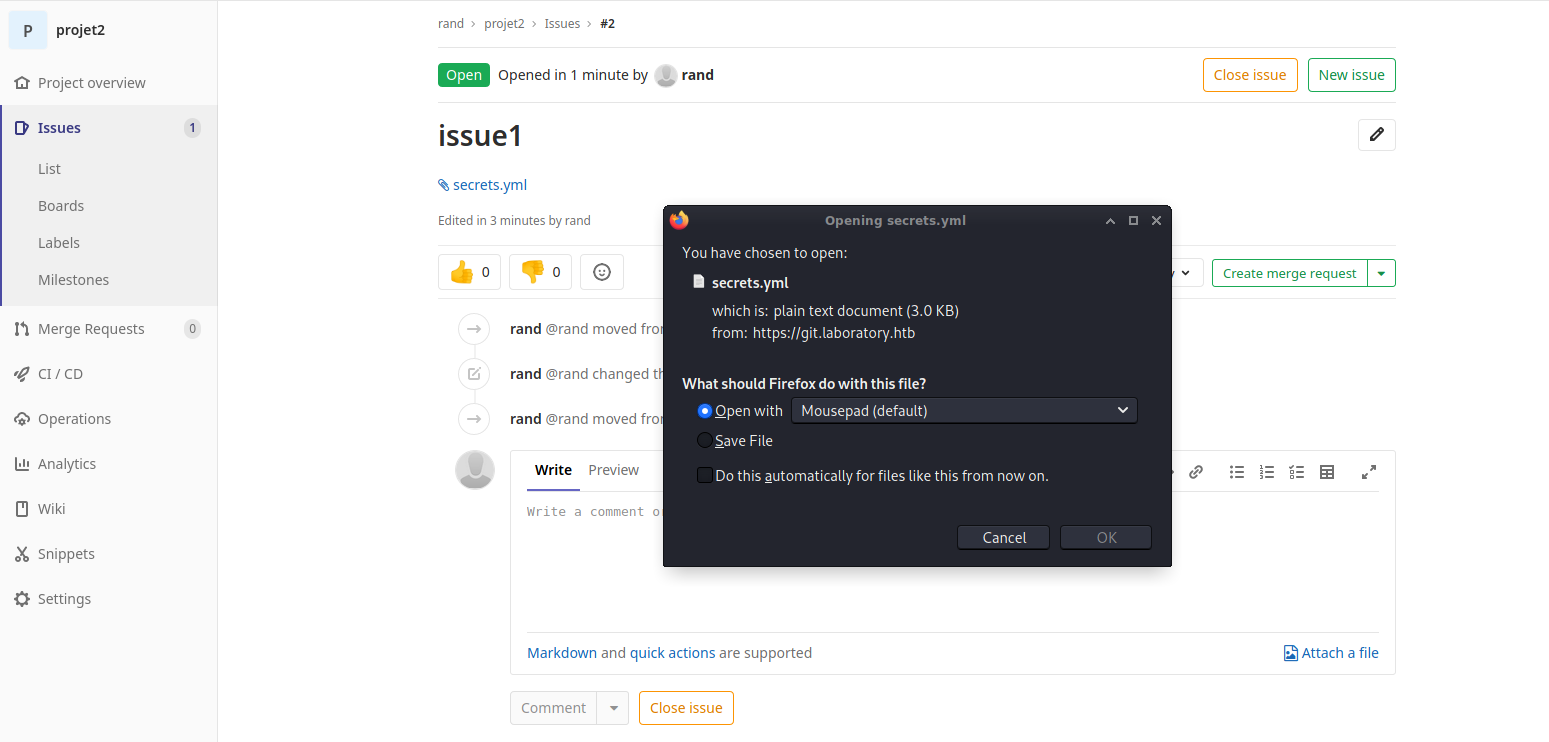 P projet2
Project overview
Issues 1
List
Boards
Labels
Milestones
Merge Requests 0
CI / CD
Operations
Analytics
Wiki
Snippets
Settings
rand › projet2 › Issues › #2
Open Opened in 1 minute by rand
Close issue New issue
issue1
secrets.yml
Edited in 3 minutes by rand
0 0
Create merge request
rand @rand moved
rand @rand changed
rand @rand moved
Write Preview
Write a comment
Markdown and quick actions are supported
Attach a file
Comment Close issue
Opening secrets.yml
You have chosen to open:
secrets.yml
which is: plain text document (3.0 KB)
from: https://git.laboratory.htb
What should Firefox do with this file?
Open with Mousepad (default)
Save File
Do this automatically for files like this from now on.
Cancel OK